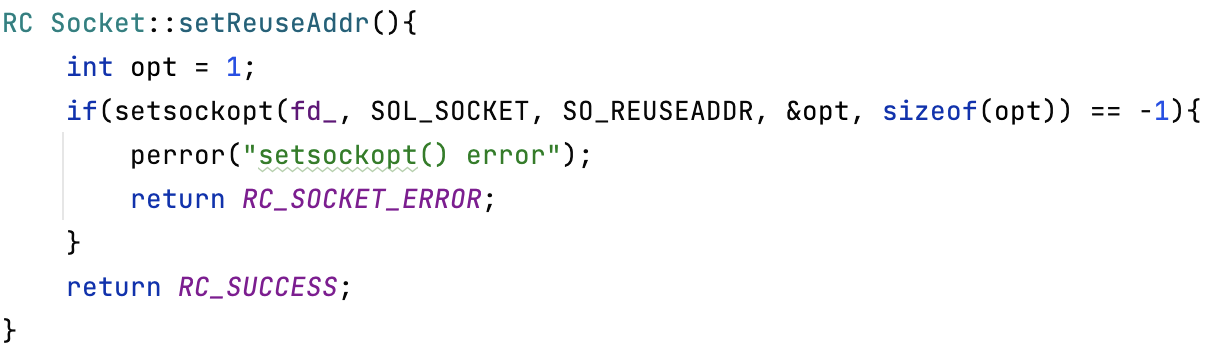 RC Socket::setReuseAddr(){
    int opt = 1;
    if(setsockopt(fd_, SOL_SOCKET, SO_REUSEADDR, &opt, sizeof(opt)) == -1){
        perror("setsockopt() error");
        return RC_SOCKET_ERROR;
    }
    return RC_SUCCESS;
}